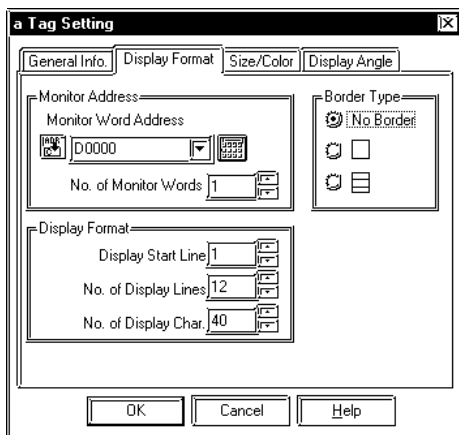 a Tag Setting
General Info. Display Format Size/Color Display Angle
Monitor Address
Monitor Word Address
D0000
No. of Monitor Words 1
Border Type
No Border
Display Format
Display Start Line 1
No. of Display Lines 12
No. of Display Char. 40
OK Cancel Help